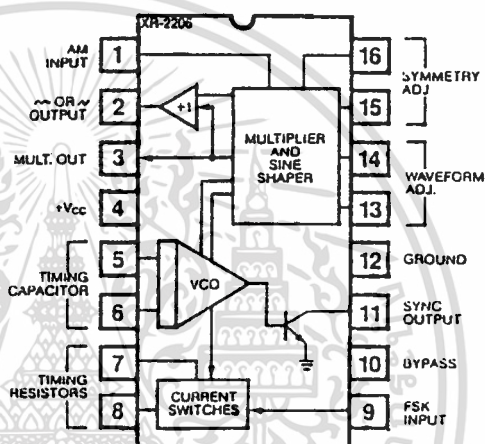 XR-2206
AM
INPUT
1
~ OR ~
OUTPUT
2
+1
MULT. OUT
3
+Vcc
4
TIMING
CAPACITOR
5
6
VCO
TIMING
RESISTORS
7
8
CURRENT
SWITCHES
MULTIPLIER
AND
SINE
SHAPER
16
SYMMETRY
ADJ
15
14
WAVEFORM
ADJ.
13
12
GROUND
11
SYNC
OUTPUT
10
BYPASS
9
FSK
INPUT